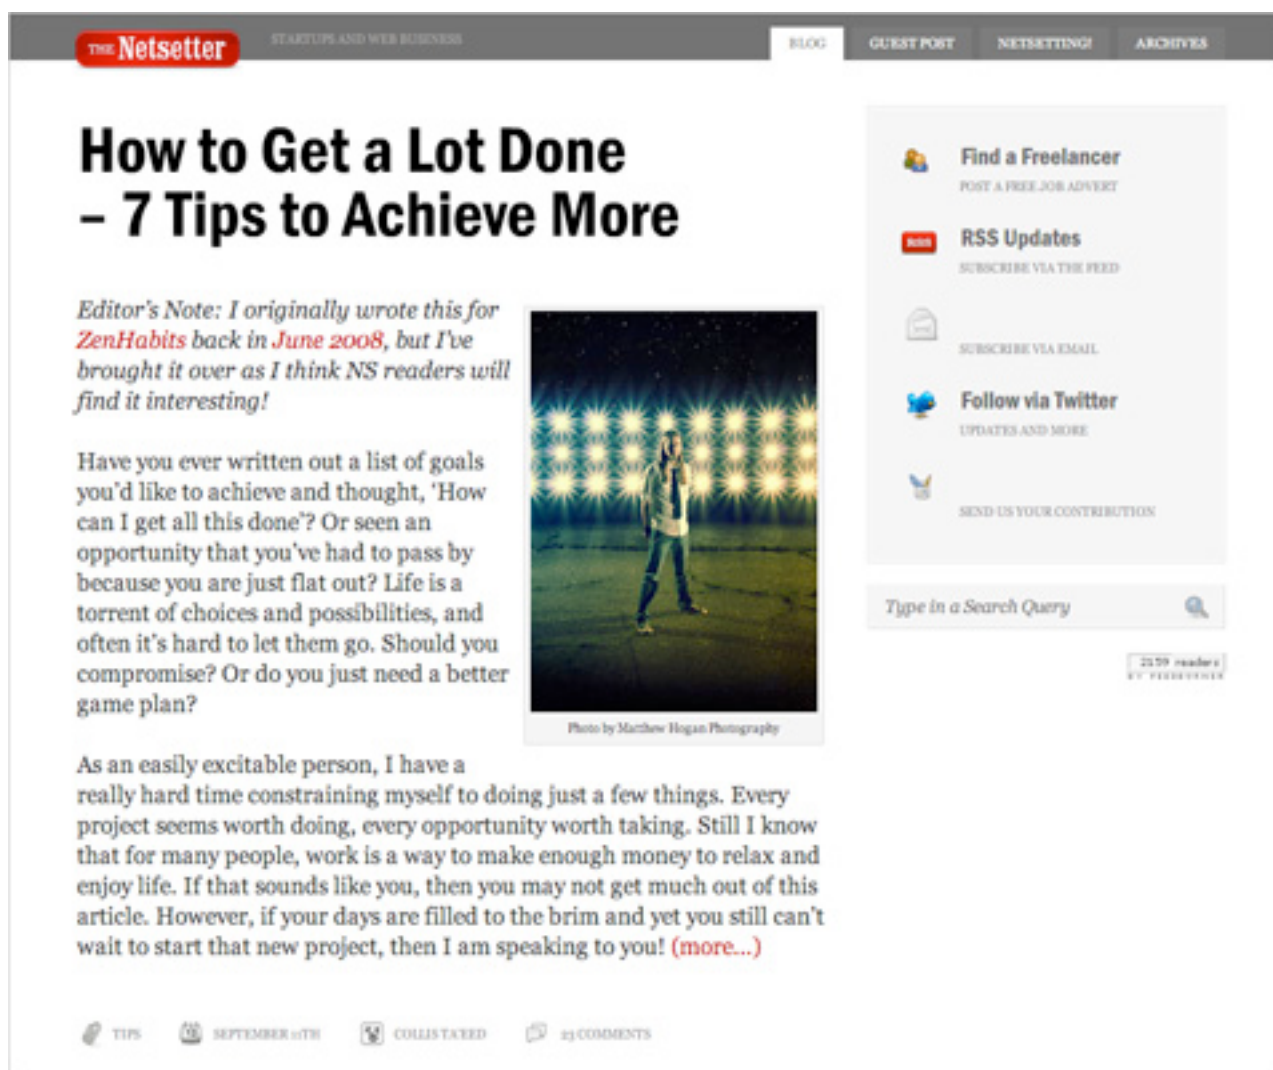 THE Netsetter
STARTUPS AND WEB BUSINESS
BLOG
GUEST POST
NETSETTING!
ARCHIVES
How to Get a Lot Done
– 7 Tips to Achieve More
Editor's Note: I originally wrote this for
ZenHabits back in June 2008, but I've
brought it over as I think NS readers will
find it interesting!
Have you ever written out a list of goals
you'd like to achieve and thought, 'How
can I get all this done'? Or seen an
opportunity that you've had to pass by
because you are just flat out? Life is a
torrent of choices and possibilities, and
often it's hard to let them go. Should you
compromise? Or do you just need a better
game plan?
Photo by Matthew Hogan Photography
As an easily excitable person, I have a
really hard time constraining myself to doing just a few things. Every
project seems worth doing, every opportunity worth taking. Still I know
that for many people, work is a way to make enough money to relax and
enjoy life. If that sounds like you, then you may not get much out of this
article. However, if your days are filled to the brim and yet you still can't
wait to start that new project, then I am speaking to you! (more...)
TIPS
SEPTEMBER 11TH
COLLIS TA'EED
23 COMMENTS
Find a Freelancer
POST A FREE JOB ADVERT
RSS
RSS Updates
SUBSCRIBE VIA THE FEED
SUBSCRIBE VIA EMAIL
Follow via Twitter
UPDATES AND MORE
SEND US YOUR CONTRIBUTION
Type in a Search Query
2159 readers
BY FEEDBURNER